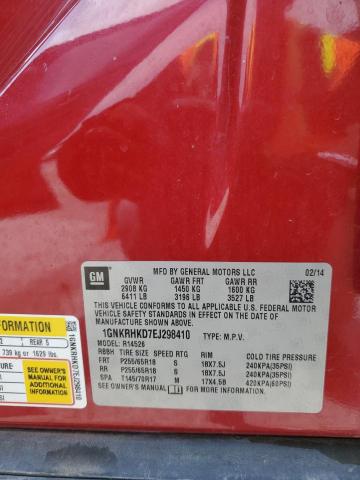 GM
MFD BY GENERAL MOTORS LLC 02/14
GVWR GAWR FRT GAWR RR
2908 KG 1450 KG 1600 KG
6411 LB 3196 LB 3527 LB
THIS VEHICLE CONFORMS TO ALL APPLICABLE U.S. FEDERAL MOTOR
VEHICLE SAFETY STANDARDS IN EFFECT ON THE DATE OF
MANUFACTURE SHOWN ABOVE.
1GNKRHKD7EJ298410 TYPE: M.P.V.
MODEL: R14526
RBBH TIRE SIZE SPEED RTG RIM COLD TIRE PRESSURE
FRT P255/65R18 S 18X7.5J 240KPA(35PSI)
RR P255/65R18 S 18X7.5J 240KPA(35PSI)
SPA T145/70R17 M 17X4.5B 420KPA(60PSI)
SEE OWNER'S MANUAL FOR MORE INFORMATION.
NFORMATION
2 REAR 5
739 kg or 1629 lbs.
SEE OWNER'S
MANUAL FOR
ADDITIONAL
INFORMATION
1GNKRHKD7EJ298410